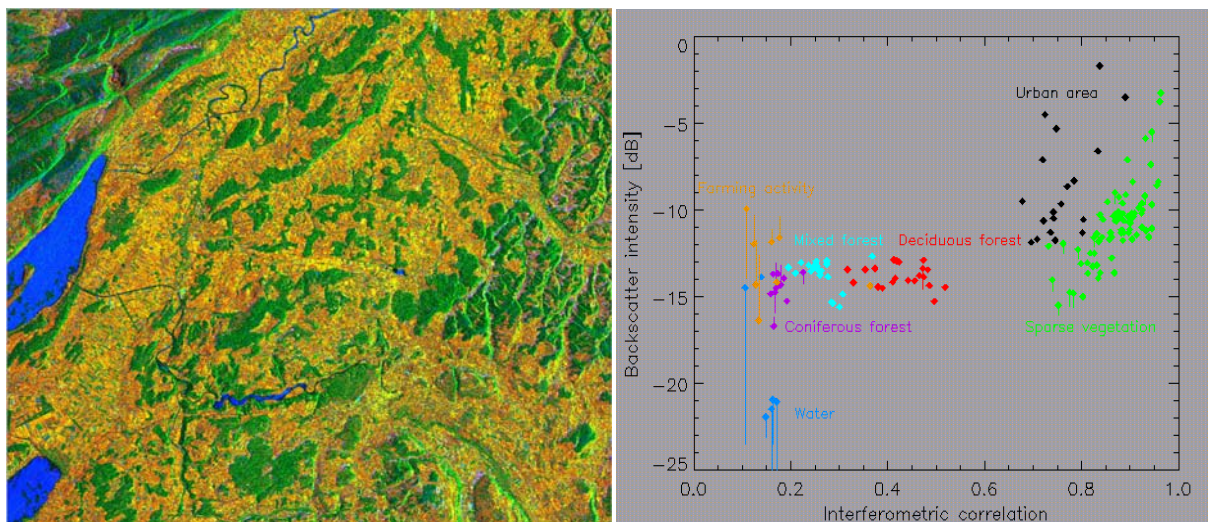 0
Urban area
-5
Backscatter intensity [dB]
Farming activity
-10
Mixed forest
Deciduous forest
-15
Coniferous forest
Sparse vegetation
-20
Water
-25
0.0 0.2 0.4 0.6 0.8 1.0
Interferometric correlation